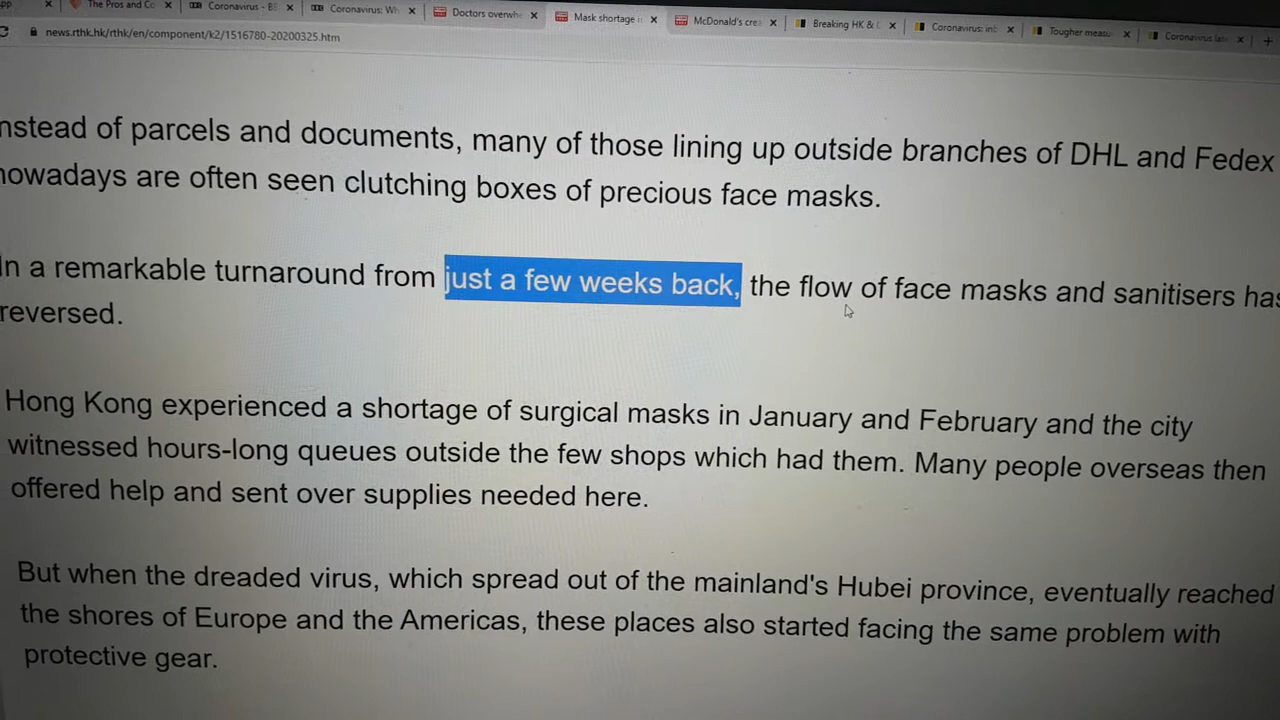 The Pros and Co
Coronavirus - B
Coronavirus: W
Doctors overwhe
Mask shortage i
McDonald's crea
Breaking HK &
Coronavirus: in
Tougher measu
Coronavirus lat
news.rthk.hk/rthk/en/component/k2/1516780-20200325.htm
nstead of parcels and documents, many of those lining up outside branches of DHL and Fedex
nowadays are often seen clutching boxes of precious face masks.
In a remarkable turnaround from just a few weeks back, the flow of face masks and sanitisers has
reversed.
Hong Kong experienced a shortage of surgical masks in January and February and the city
witnessed hours-long queues outside the few shops which had them. Many people overseas then
offered help and sent over supplies needed here.
But when the dreaded virus, which spread out of the mainland's Hubei province, eventually reached
the shores of Europe and the Americas, these places also started facing the same problem with
protective gear.